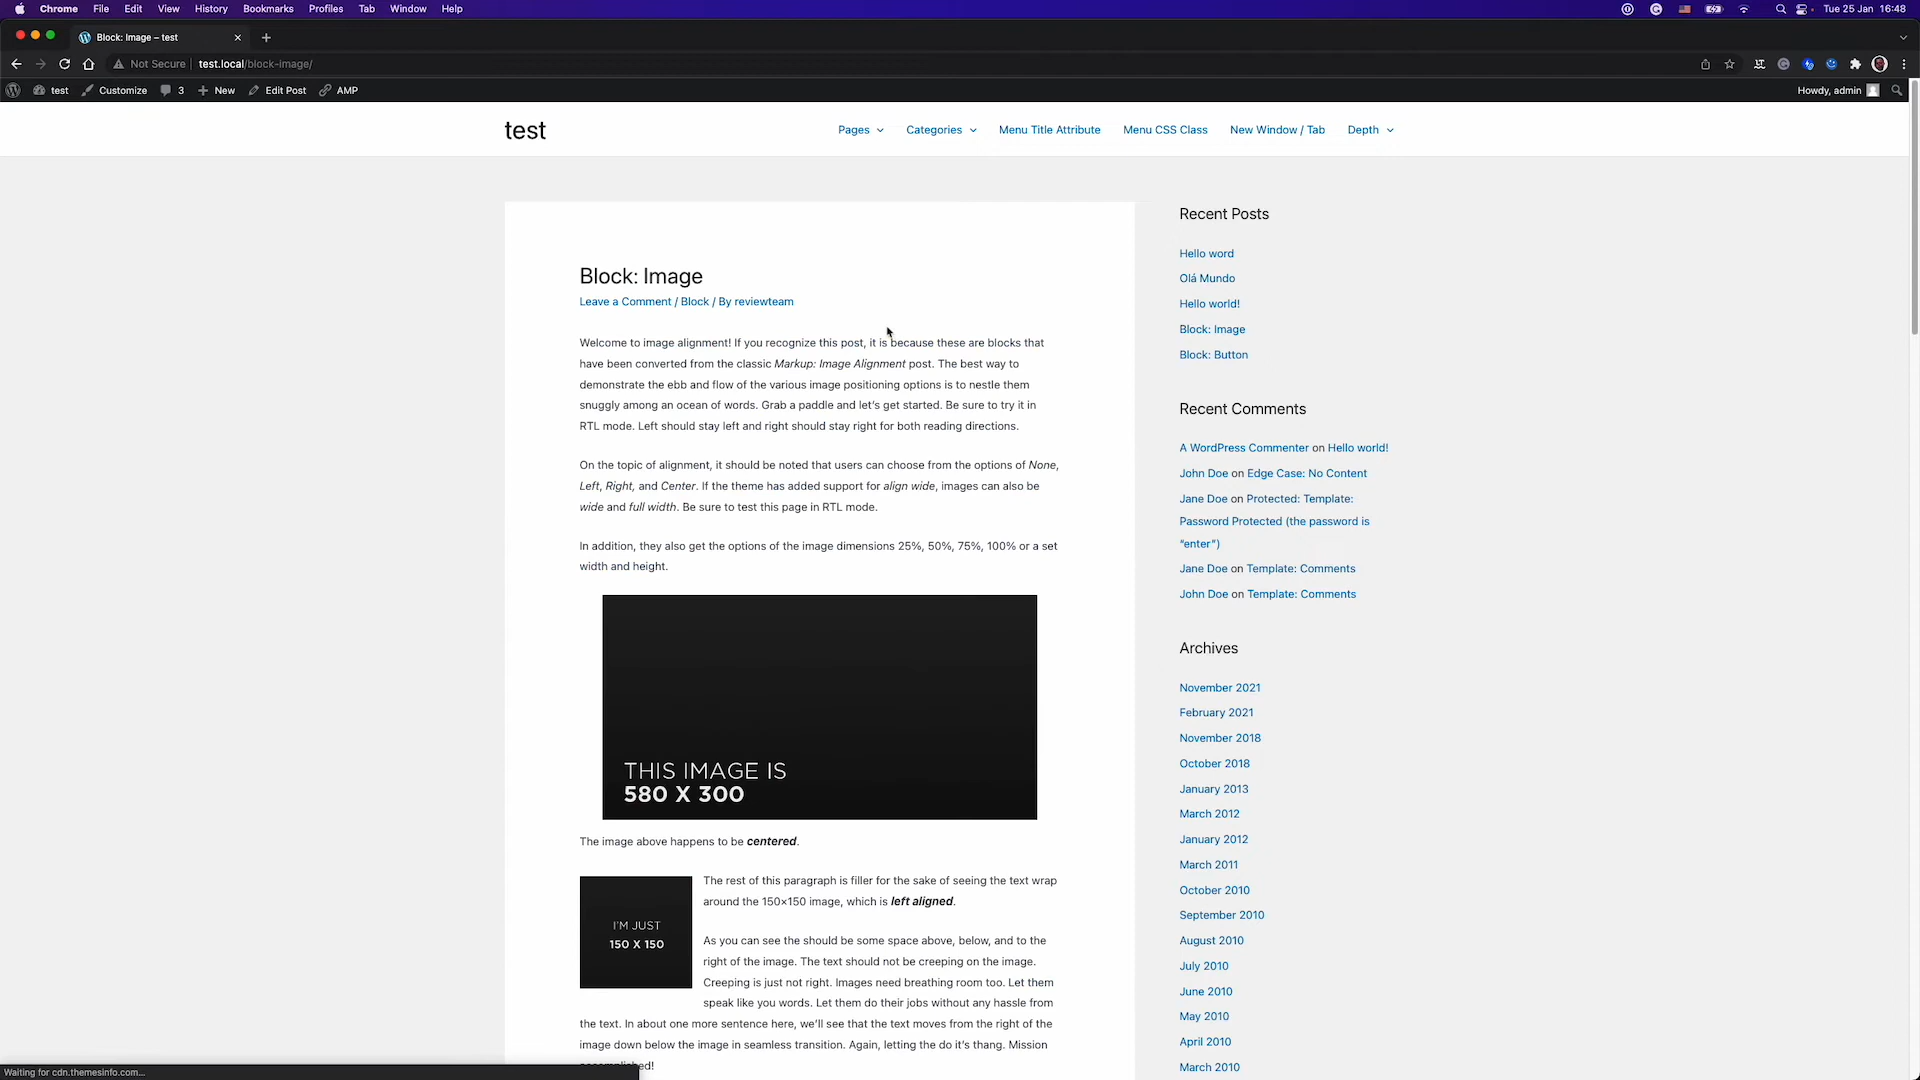 Chrome File Edit View History Bookmarks Profiles Tab Window Help
Tue 25 Jan 16:48
Block: Image – test
Not Secure test.local/block-image/
test Customize 3 New Edit Post AMP
Howdy, admin
test
Pages Categories Menu Title Attribute Menu CSS Class New Window / Tab Depth
Block: Image
Leave a Comment / Block / By reviewteam
Welcome to image alignment! If you recognize this post, it is because these are blocks that
have been converted from the classic Markup: Image Alignment post. The best way to
demonstrate the ebb and flow of the various image positioning options is to nestle them
snuggly among an ocean of words. Grab a paddle and let’s get started. Be sure to try it in
RTL mode. Left should stay left and right should stay right for both reading directions.
On the topic of alignment, it should be noted that users can choose from the options of None,
Left, Right, and Center. If the theme has added support for align wide, images can also be
wide and full width. Be sure to test this page in RTL mode.
In addition, they also get the options of the image dimensions 25%, 50%, 75%, 100% or a set
width and height.
THIS IMAGE IS
580 X 300
The image above happens to be centered.
I'M JUST
150 X 150
The rest of this paragraph is filler for the sake of seeing the text wrap
around the 150×150 image, which is left aligned.
As you can see the should be some space above, below, and to the
right of the image. The text should not be creeping on the image.
Creeping is just not right. Images need breathing room too. Let them
speak like you words. Let them do their jobs without any hassle from
the text. In about one more sentence here, we’ll see that the text moves from the right of the
image down below the image in seamless transition. Again, letting the do it’s thang. Mission
Recent Posts
Hello word
Olá Mundo
Hello world!
Block: Image
Block: Button
Recent Comments
A WordPress Commenter on Hello world!
John Doe on Edge Case: No Content
Jane Doe on Protected: Template:
Password Protected (the password is
“enter”)
Jane Doe on Template: Comments
John Doe on Template: Comments
Archives
November 2021
February 2021
November 2018
October 2018
January 2013
March 2012
January 2012
March 2011
October 2010
September 2010
August 2010
July 2010
June 2010
May 2010
April 2010
March 2010
Waiting for cdn.themesinfo.com...